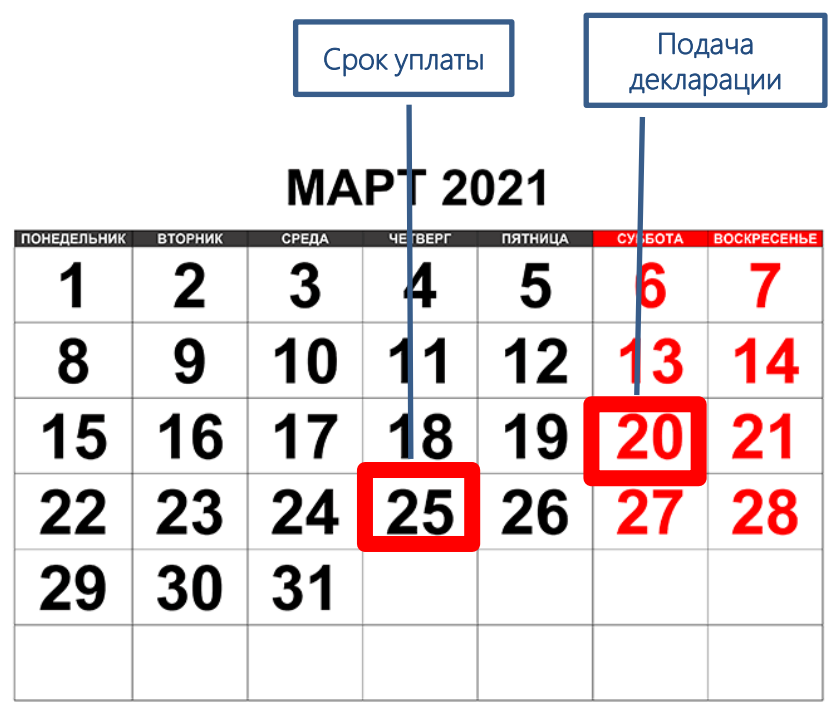 Срок уплаты
Подача
декларации
МАРТ 2021
ПОНЕДЕЛЬНИК ВТОРНИК СРЕДА ЧЕТВЕРГ ПЯТНИЦА СУББОТА ВОСКРЕСЕНЬЕ
1 2 3 4 5 6 7
8 9 10 11 12 13 14
15 16 17 18 19 20 21
22 23 24 25 26 27 28
29 30 31